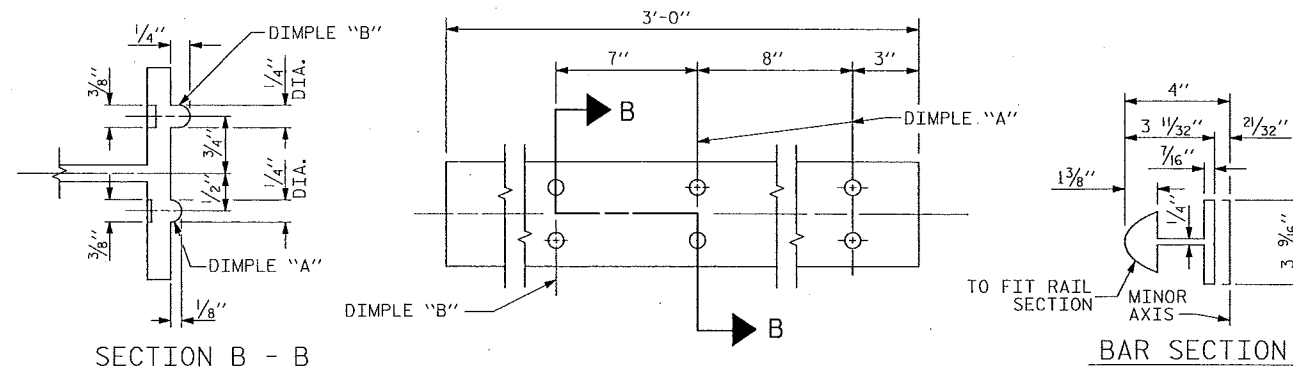 1/4"
DIMPLE "B"
3/8"
1/4"
DIA.
3/4"
1/2"
1/4"
DIA.
3/8"
DIMPLE "A"
1/8"
SECTION B - B
3'-0"
7"
8"
3"
B
DIMPLE "A"
DIMPLE "B"
B
4"
3 11/32"
21/32"
7/16"
1 3/8"
1/4"
3 9/16"
TO FIT RAIL
SECTION
MINOR
AXIS
BAR SECTION